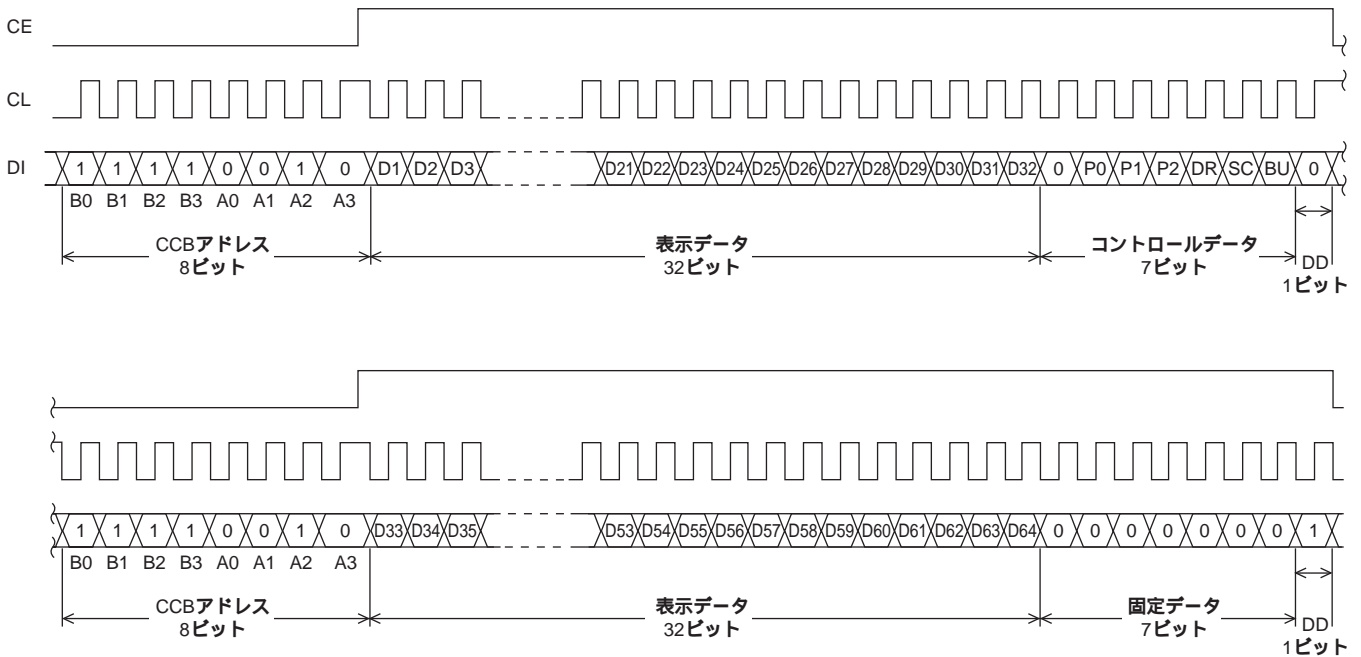 CE
CL
DI 1 1 1 1 0 0 1 0 D1 D2 D3 D21 D22 D23 D24 D25 D26 D27 D28 D29 D30 D31 D32 0 P0 P1 P2 DR SC BU 0
B0 B1 B2 B3 A0 A1 A2 A3
CCBアドレス
8ビット
表示データ
32ビット
コントロールデータ
7ビット
DD
1ビット
1 1 1 1 0 0 1 0 D33 D34 D35 D53 D54 D55 D56 D57 D58 D59 D60 D61 D62 D63 D64 0 0 0 0 0 0 0 1
B0 B1 B2 B3 A0 A1 A2 A3
CCBアドレス
8ビット
表示データ
32ビット
固定データ
7ビット
DD
1ビット